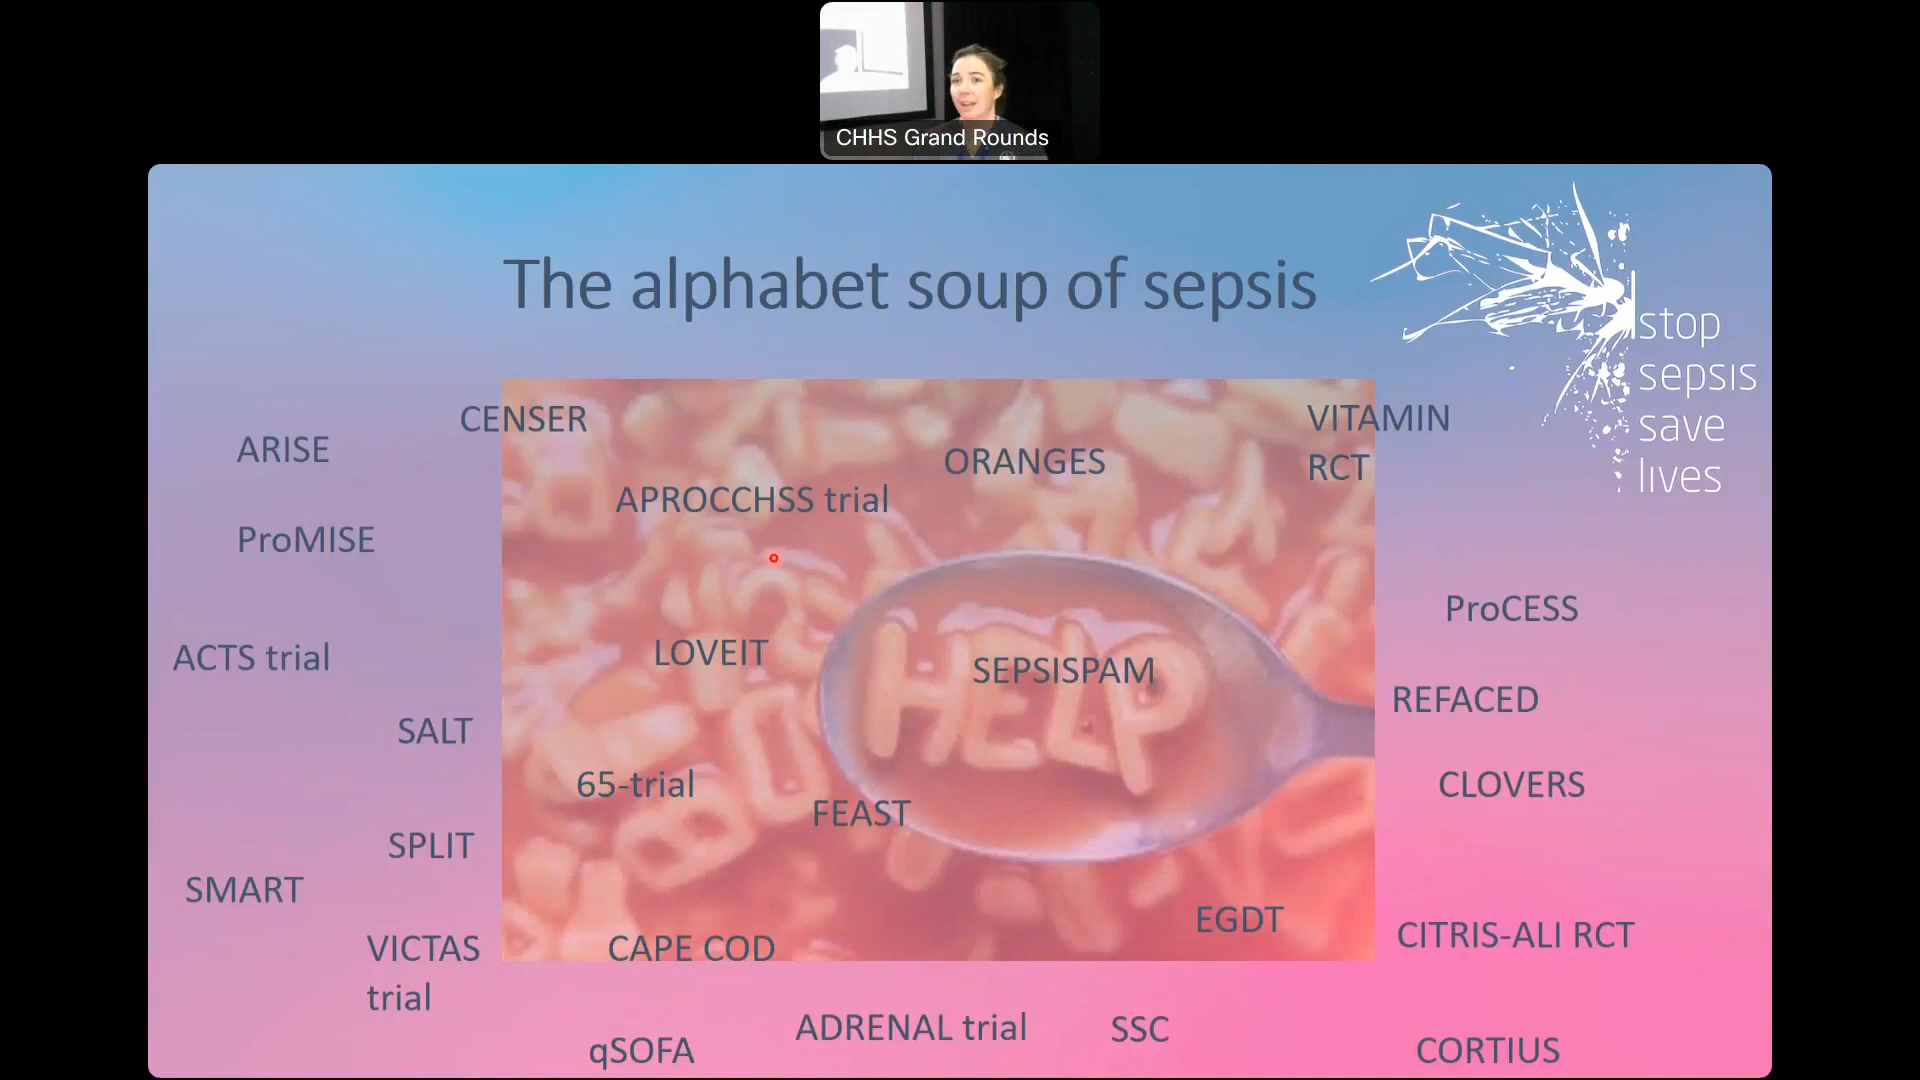 CHHS Grand Rounds
The alphabet soup of sepsis
stop
sepsis
save
lives
CENSER
VITAMIN
RCT
ARISE
ORANGES
APROCCHSS trial
ProMISE
ProCESS
ACTS trial
LOVEIT
SEPSISPAM
HELP
REFACED
SALT
65-trial
CLOVERS
FEAST
SPLIT
SMART
EGDT
CITRIS-ALI RCT
VICTAS
trial
CAPE COD
ADRENAL trial
SSC
qSOFA
CORTIUS